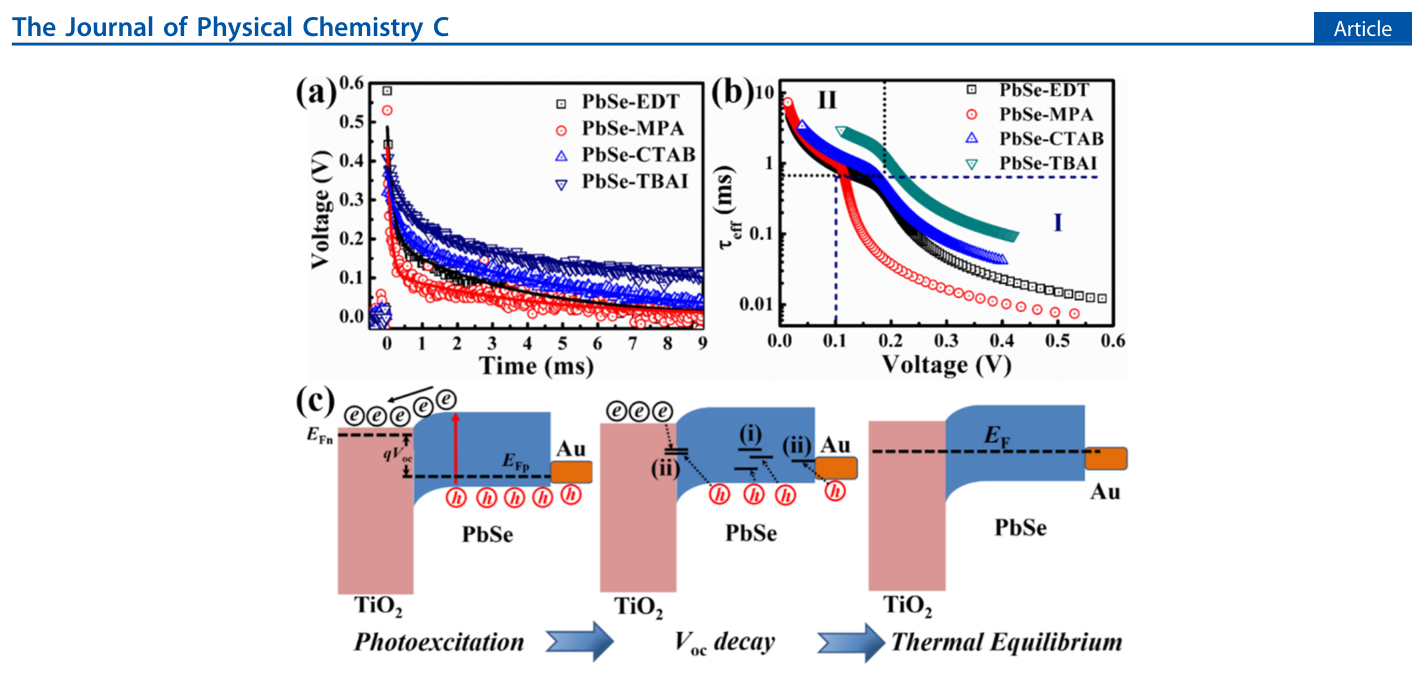 The Journal of Physical Chemistry C
Article
(a)
0.6
0.5
0.4
0.3
0.2
0.1
0.0
Voltage (V)
PbSe-EDT
PbSe-MPA
PbSe-CTAB
PbSe-TBAI
0 1 2 3 4 5 6 7 8 9
Time (ms)
(b)
10
1
0.1
0.01
τeff (ms)
II
I
PbSe-EDT
PbSe-MPA
PbSe-CTAB
PbSe-TBAI
0.0 0.1 0.2 0.3 0.4 0.5 0.6
Voltage (V)
(c)
e e e e e
EFn
qVoc
EFp
Au
h h h h h
PbSe
TiO2
e e e
(i)
(ii)
(ii)
Au
h h h h
PbSe
TiO2
EF
Au
PbSe
TiO2
Photoexcitation
Voc decay
Thermal Equilibrium